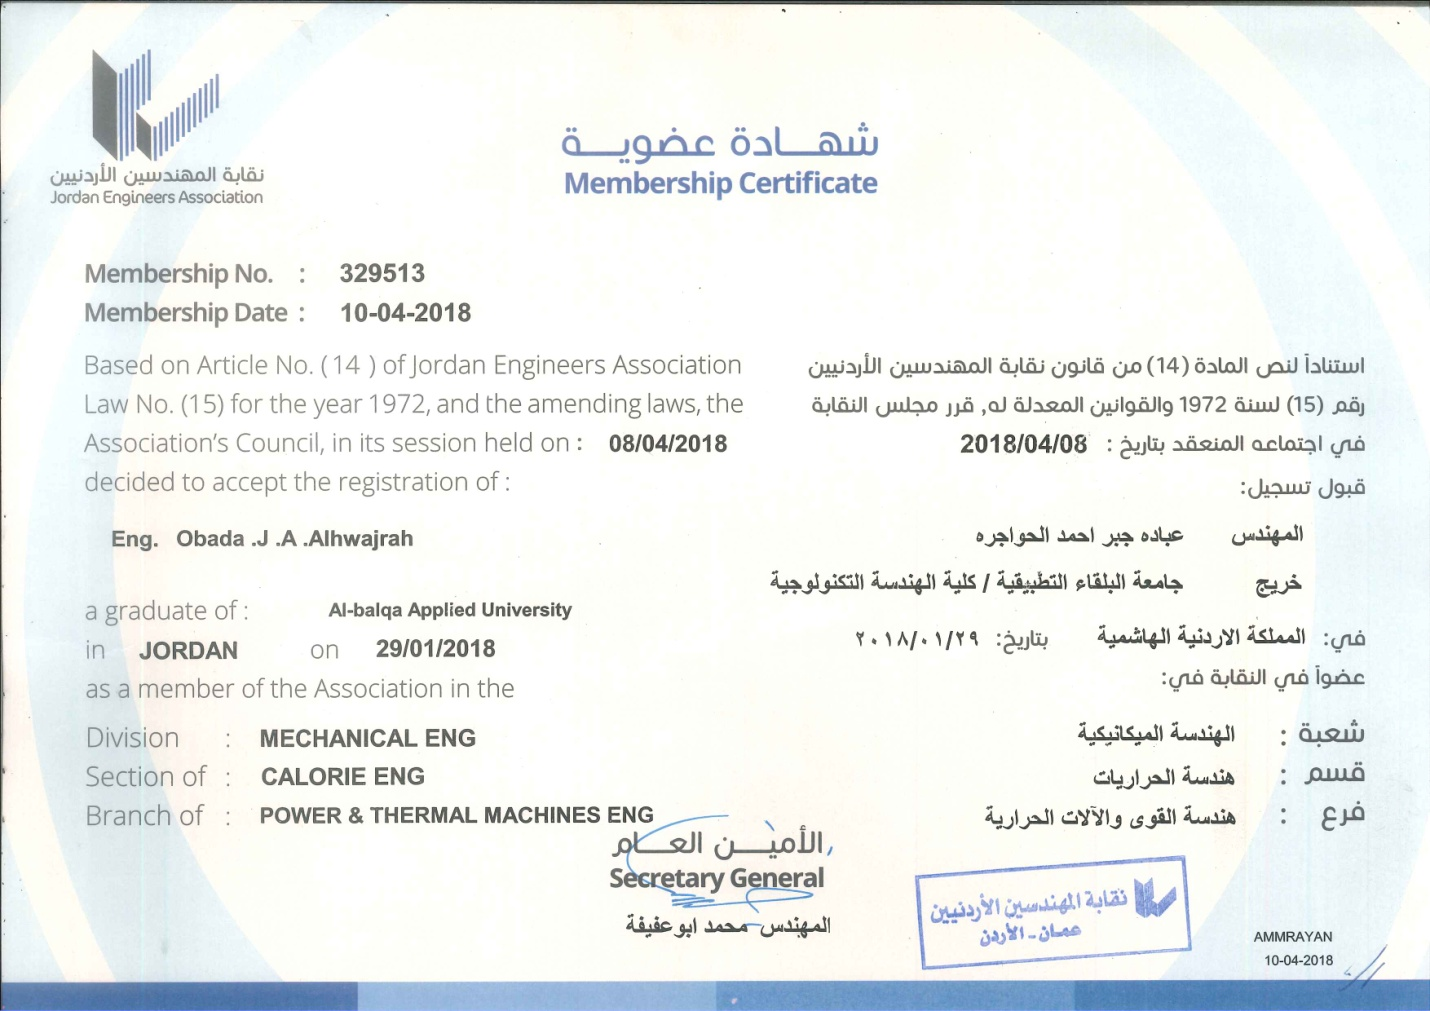 نقابة المهندسين الأردنيين
Jordan Engineers Association
شهادة عضوية
Membership Certificate
Membership No. : 329513
Membership Date : 10-04-2018
Based on Article No. ( 14 ) of Jordan Engineers Association
Law No. (15) for the year 1972, and the amending laws, the
Association's Council, in its session held on : 08/04/2018
decided to accept the registration of :
Eng. Obada .J .A .Alhwajrah
a graduate of : Al-balqa Applied University
in JORDAN on 29/01/2018
as a member of the Association in the
Division : MECHANICAL ENG
Section of : CALORIE ENG
Branch of : POWER & THERMAL MACHINES ENG
استناداً لنص المادة (14) من قانون نقابة المهندسين الأردنيين
رقم (15) لسنة 1972 والقوانين المعدلة له, قرر مجلس النقابة
في اجتماعه المنعقد بتاريخ : 2018/04/08
قبول تسجيل:
المهندس عباده جبر احمد الحواجره
خريج جامعة البلقاء التطبيقية / كلية الهندسة التكنولوجية
في: المملكة الاردنية الهاشمية بتاريخ: ٢٠١٨/٠١/٢٩
عضواً في النقابة في:
شعبة : الهندسة الميكانيكية
قسم : هندسة الحراريات
فرع : هندسة القوى والآلات الحرارية
الأمين العام
Secretary General
المهندس محمد ابوعفيفة
نقابة المهندسين الأردنيين
عمان - الأردن
AMMRAYAN
10-04-2018